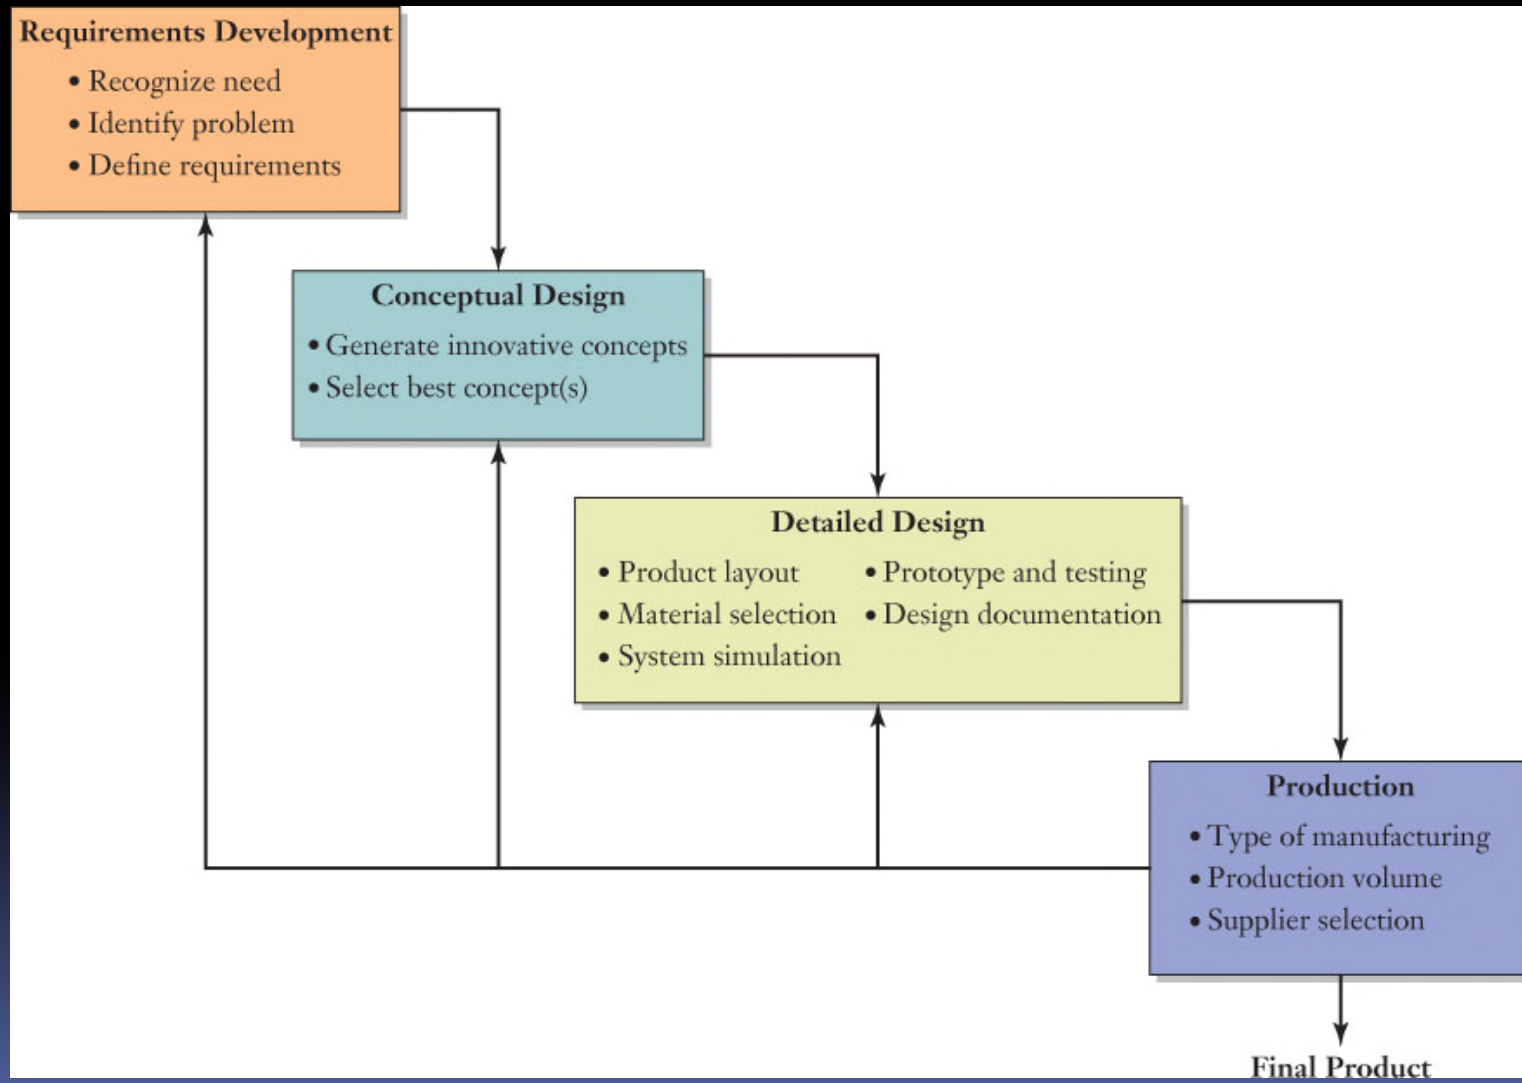 Requirements Development
• Recognize need
• Identify problem
• Define requirements
Conceptual Design
• Generate innovative concepts
• Select best concept(s)
Detailed Design
• Product layout
• Material selection
• System simulation
• Prototype and testing
• Design documentation
Production
• Type of manufacturing
• Production volume
• Supplier selection
Final Product